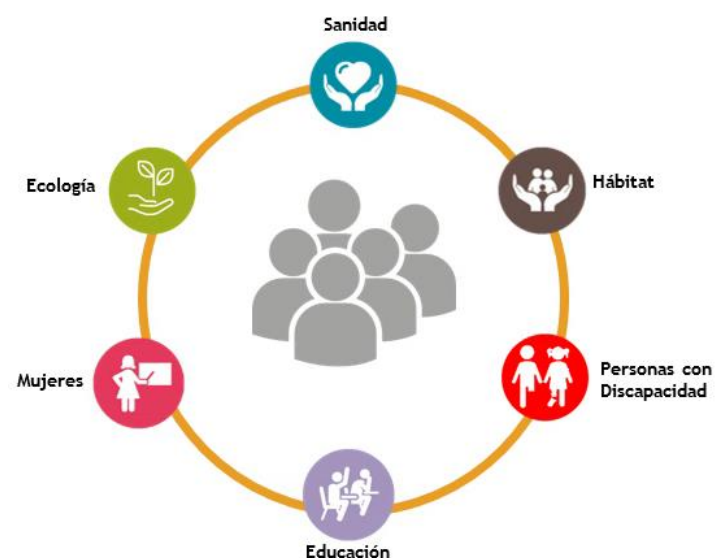 Sanidad
Hábitat
Personas con
Discapacidad
Educación
Mujeres
Ecología